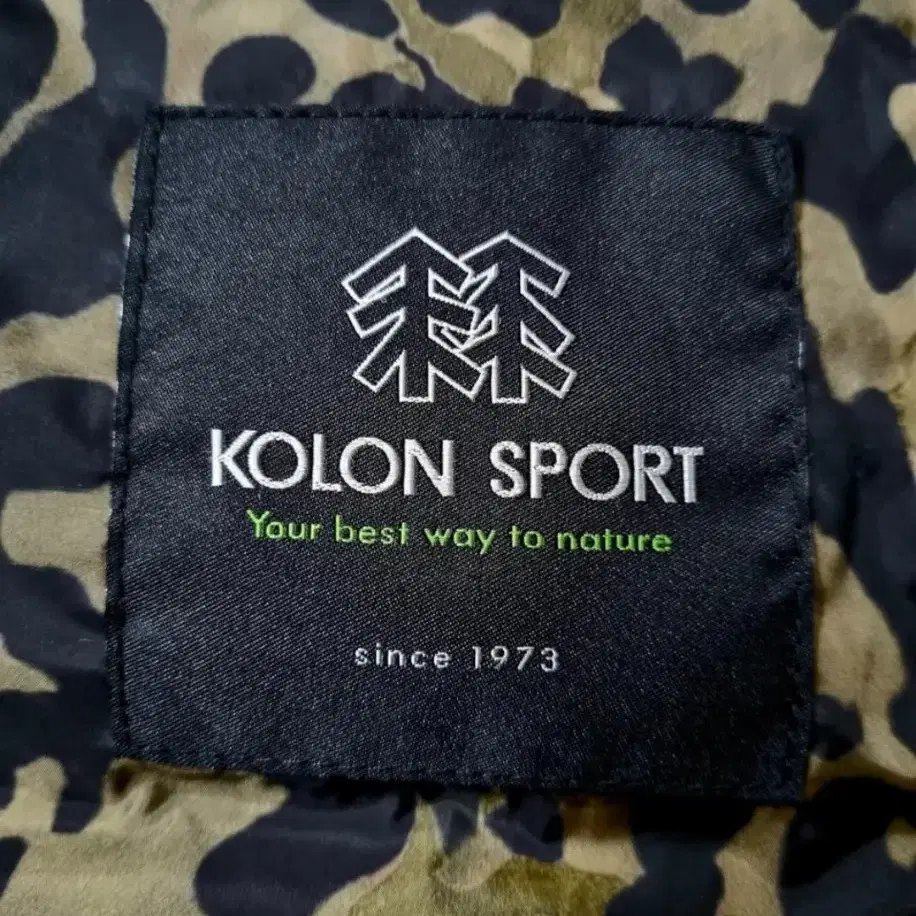 KOLON SPORT
Your best way to nature
since 1973